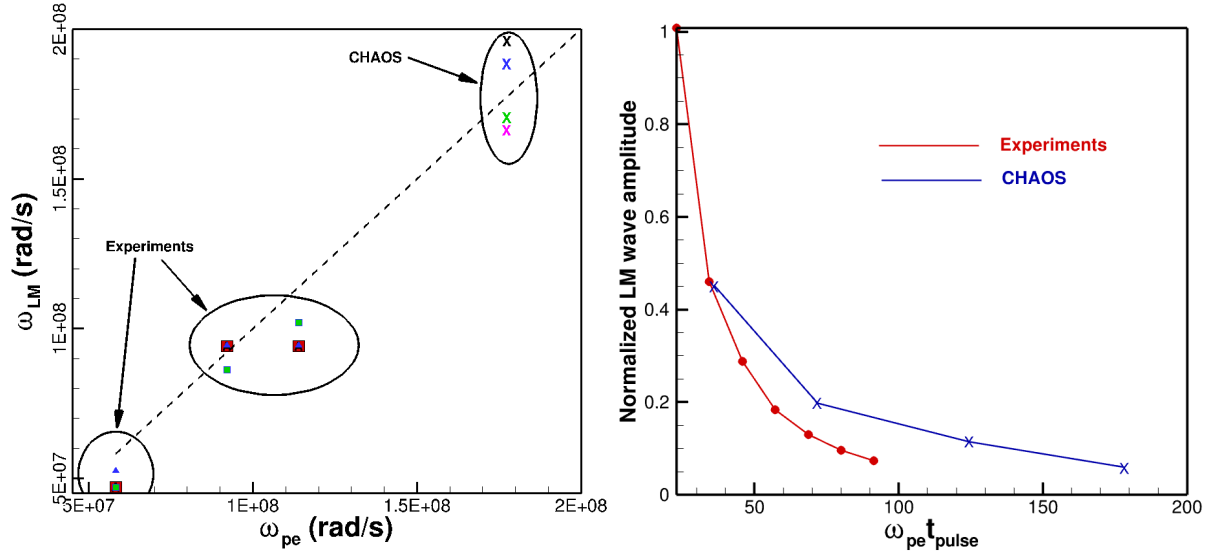 2E+08
1.5E+08
1E+08
5E+07
ω_LM (rad/s)
CHAOS
Experiments
5E+07
1E+08
1.5E+08
2E+08
ω_pe (rad/s)
1
0.8
0.6
0.4
0.2
0
Normalized LM wave amplitude
Experiments
CHAOS
50
100
150
200
ω_pe t_pulse